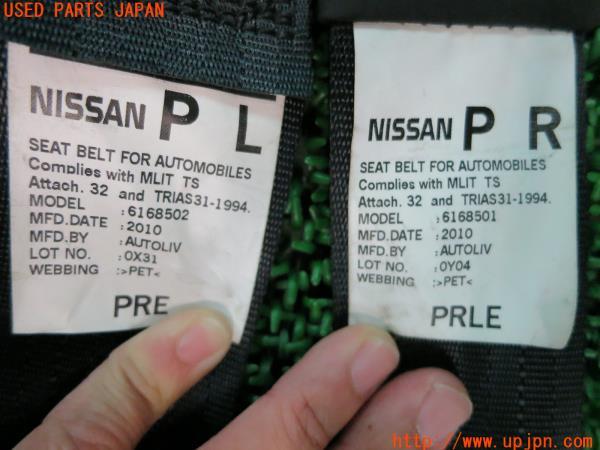 USED PARTS JAPAN
NISSAN P L
SEAT BELT FOR AUTOMOBILES
Complies with MLIT TS
Attach. 32 and TRIAS31-1994.
MODEL :6168502
MFD.DATE :2010
MFD.BY :AUTOLIV
LOT NO. :0X31
WEBBING :>PET<
PRE
NISSAN P R
SEAT BELT FOR AUTOMOBILES
Complies with MLIT TS
Attach. 32 and TRIAS31-1994.
MODEL :6168501
MFD.DATE :2010
MFD.BY :AUTOLIV
LOT NO. :0Y04
WEBBING :>PET<
PRLE
http://www.upjpn.com/